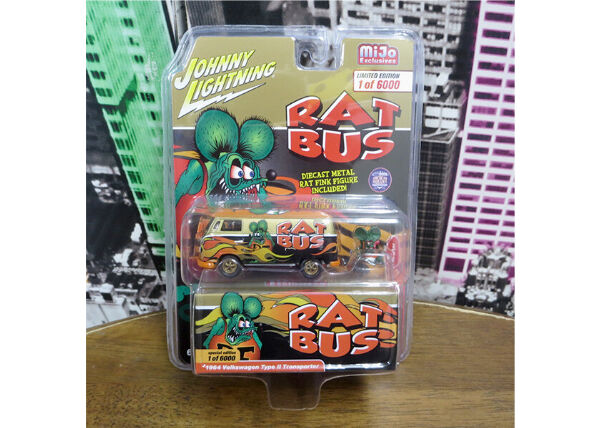 JOHNNY
LIGHTNING
MiJo
Exclusives
LIMITED EDITION
1 of 6000
RAT
BUS
DIECAST METAL
RAT FINK FIGURE
INCLUDED!
RAT
BUS
RAT
BUS
special edition
1 of 6000
1964 Volkswagen Type II Transporter